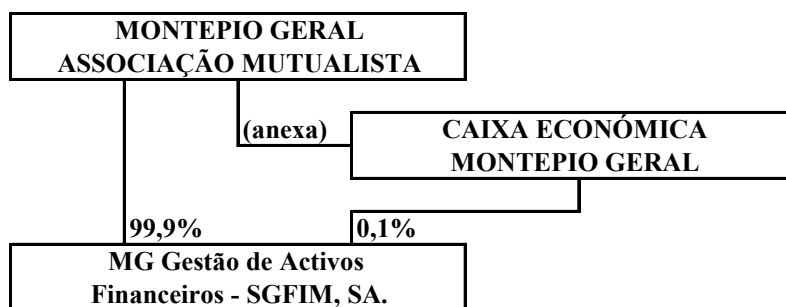 MONTEPIO GERAL
ASSOCIAÇÃO MUTUALISTA
(anexa)
CAIXA ECONÓMICA
MONTEPIO GERAL
99,9%
0,1%
MG Gestão de Activos
Financeiros - SGFIM, SA.